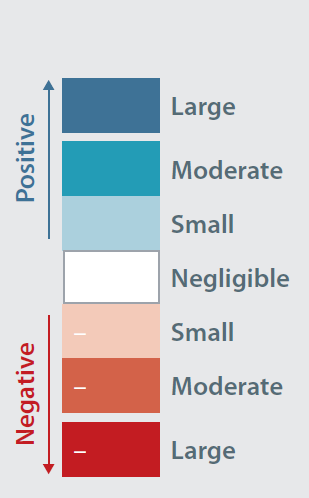 Positive
Large
Moderate
Small
Negligible
Negative
– Small
– Moderate
– Large